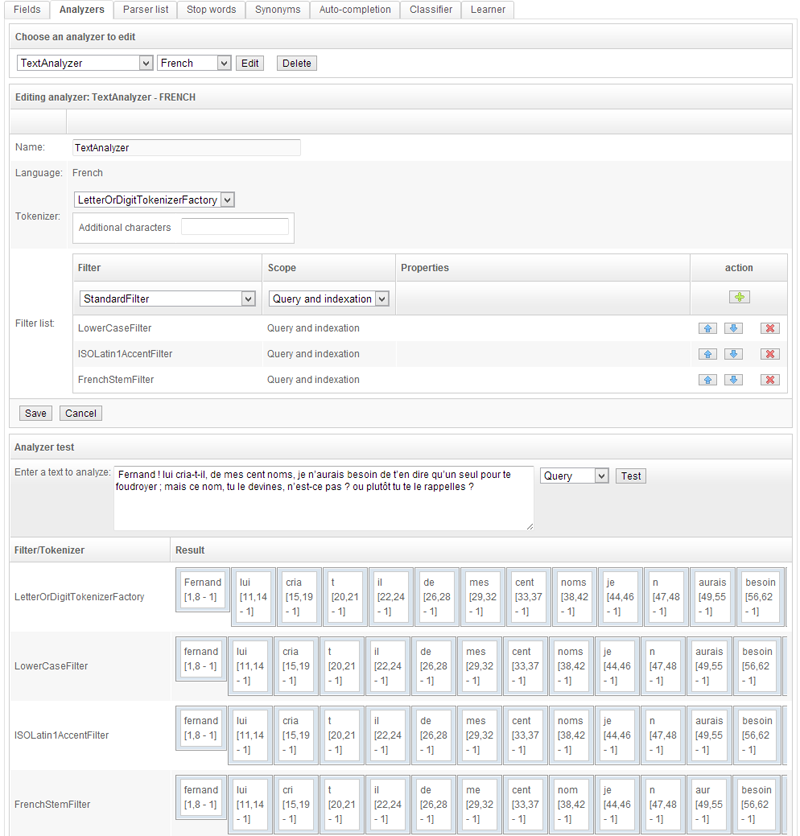 Fields Analyzers Parser list Stop words Synonyms Auto-completion Classifier Learner
Choose an analyzer to edit
TextAnalyzer French Edit Delete
Editing analyzer: TextAnalyzer - FRENCH
Name: TextAnalyzer
Language: French
LetterOrDigitTokenizerFactory
Tokenizer:
Additional characters
Filter Scope Properties action
StandardFilter Query and indexation
Filter list:
LowerCaseFilter Query and indexation
ISOLatin1AccentFilter Query and indexation
FrenchStemFilter Query and indexation
Save Cancel
Analyzer test
Enter a text to analyze: Fernand ! lui cria-t-il, de mes cent noms, je n’aurais besoin de t’en dire qu’un seul pour te
foudroyer ; mais ce nom, tu le devines, n’est-ce pas ? ou plutôt tu te le rappelles ?
Query Test
Filter/Tokenizer Result
LetterOrDigitTokenizerFactory
Fernand lui cria t il de mes cent noms je n aurais besoin
[1,8 - 1] [11,14 [15,19 [20,21 [22,24 [26,28 [29,32 [33,37 [38,42 [44,46 [47,48 [49,55 [56,62
- 1] - 1] - 1] - 1] - 1] - 1] - 1] - 1] - 1] - 1] - 1] - 1]
LowerCaseFilter
fernand lui cria t il de mes cent noms je n aurais besoin
[1,8 - 1] [11,14 [15,19 [20,21 [22,24 [26,28 [29,32 [33,37 [38,42 [44,46 [47,48 [49,55 [56,62
- 1] - 1] - 1] - 1] - 1] - 1] - 1] - 1] - 1] - 1] - 1] - 1]
ISOLatin1AccentFilter
fernand lui cria t il de mes cent noms je n aurais besoin
[1,8 - 1] [11,14 [15,19 [20,21 [22,24 [26,28 [29,32 [33,37 [38,42 [44,46 [47,48 [49,55 [56,62
- 1] - 1] - 1] - 1] - 1] - 1] - 1] - 1] - 1] - 1] - 1] - 1]
FrenchStemFilter
fernand lui cri t il de me cent nom je n aur besoin
[1,8 - 1] [11,14 [15,19 [20,21 [22,24 [26,28 [29,32 [33,37 [38,42 [44,46 [47,48 [49,55 [56,62
- 1] - 1] - 1] - 1] - 1] - 1] - 1] - 1] - 1] - 1] - 1] - 1]